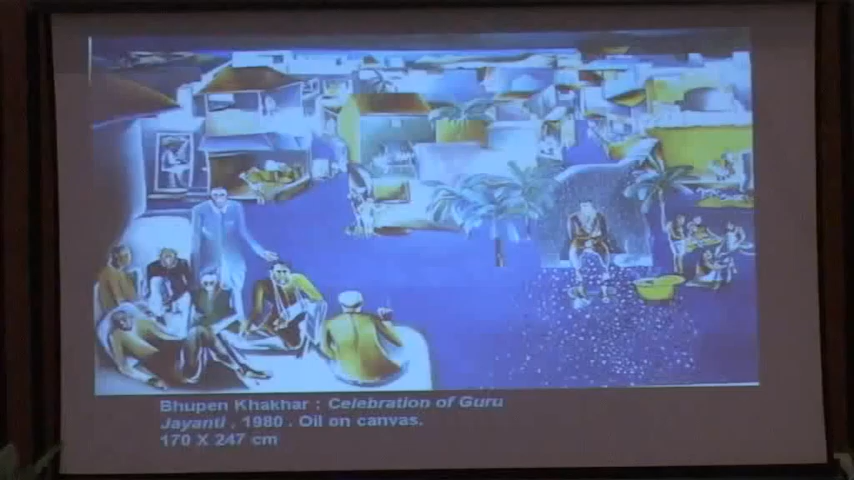 Bhupen Khakhar : Celebration of Guru
Jayanti . 1980 . Oil on canvas.
170 X 247 cm